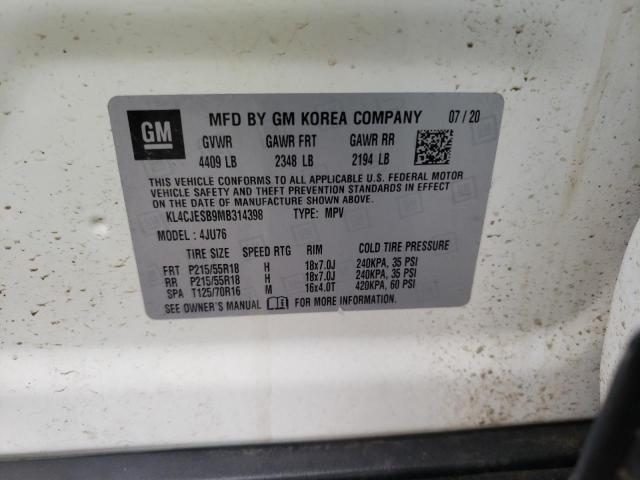 GM
MFD BY GM KOREA COMPANY 07/20
GVWR GAWR FRT GAWR RR
4409 LB 2348 LB 2194 LB
THIS VEHICLE CONFORMS TO ALL APPLICABLE U.S. FEDERAL MOTOR
VEHICLE SAFETY AND THEFT PREVENTION STANDARDS IN EFFECT
ON THE DATE OF MANUFACTURE SHOWN ABOVE.
KL4CJESB9MB314398 TYPE: MPV
MODEL: 4JU76
TIRE SIZE SPEED RTG RIM COLD TIRE PRESSURE
FRT P215/55R18 H 18x7.0J 240KPA, 35 PSI
RR P215/55R18 H 18x7.0J 240KPA, 35 PSI
SPA T125/70R16 M 16x4.0T 420KPA, 60 PSI
SEE OWNER'S MANUAL FOR MORE INFORMATION.